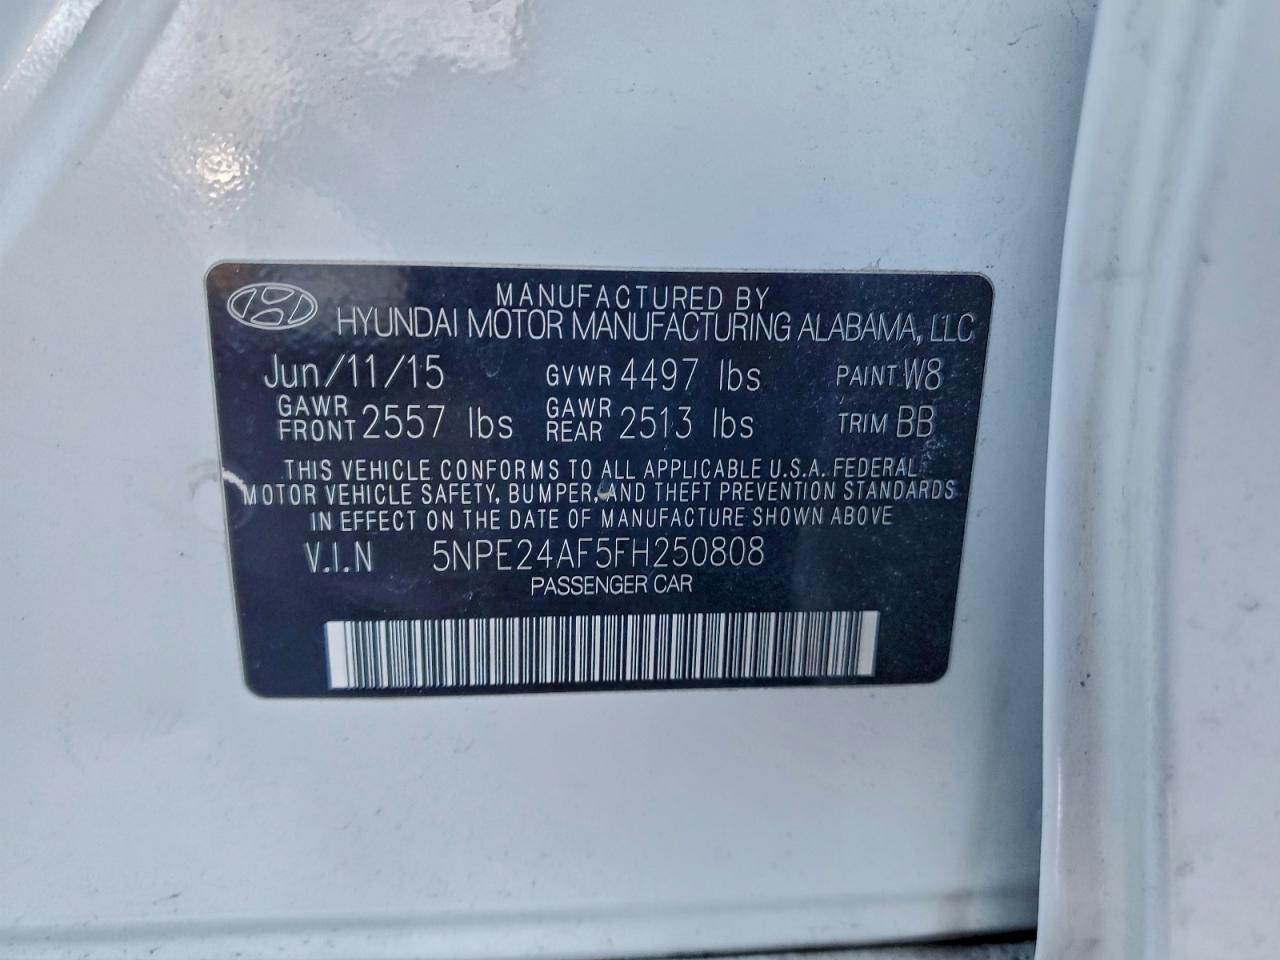 MANUFACTURED BY
HYUNDAI MOTOR MANUFACTURING ALABAMA, LLC
Jun/11/15 GVWR 4497 lbs PAINT W8
GAWR FRONT 2557 lbs GAWR REAR 2513 lbs TRIM BB
THIS VEHICLE CONFORMS TO ALL APPLICABLE U.S.A. FEDERAL
MOTOR VEHICLE SAFETY, BUMPER, AND THEFT PREVENTION STANDARDS
IN EFFECT ON THE DATE OF MANUFACTURE SHOWN ABOVE
V.I.N 5NPE24AF5FH250808
PASSENGER CAR